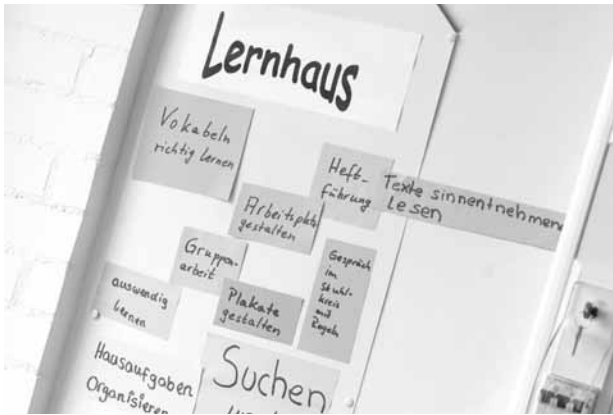 Lernhaus
Vokabeln
richtig lernen
Heft-
führung
Texte sinnentnehmen
Lesen
Arbeitsplatz
gestalten
Gruppen-
arbeit
Gespräch
im
Stuhl-
kreis
mit
Regeln
auswendig
lernen
Plakate
gestalten
Hausaufgaben
Organisieren
Suchen